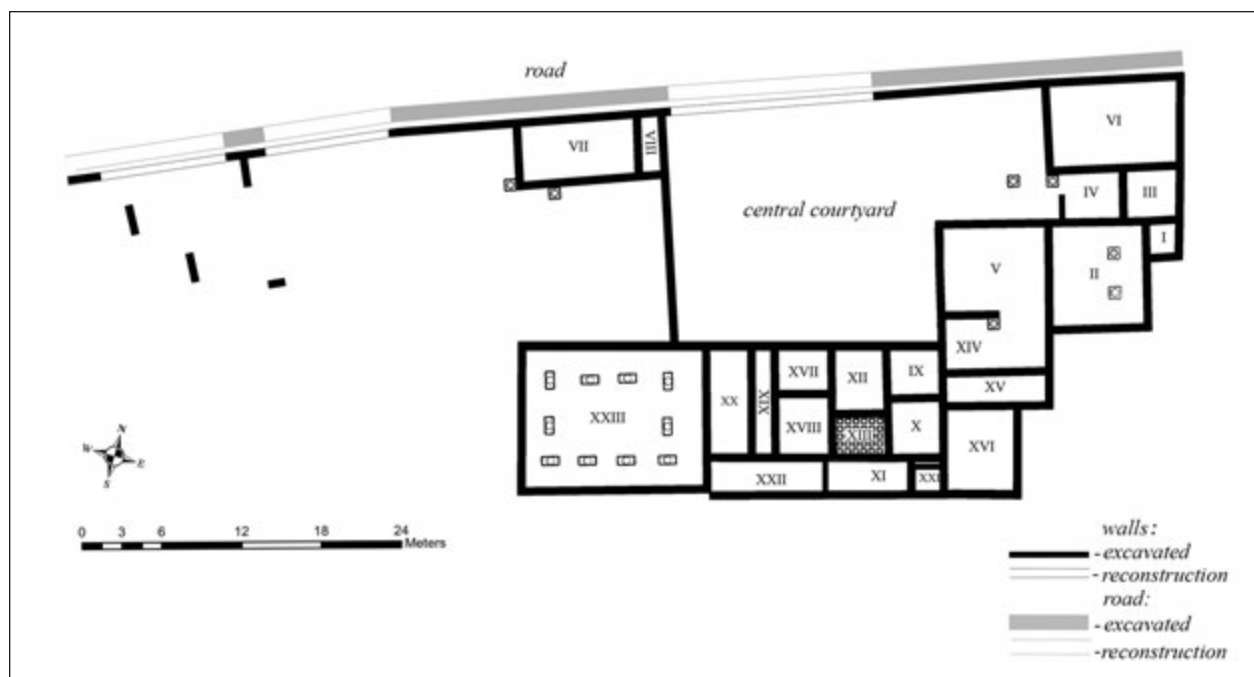 road
VI
VII
VIII
central courtyard
IV
III
I
V
II
XIV
XV
XVII
XII
IX
XX
XIX
XXIII
XVIII
XIII
X
XVI
XXII
XI
XXI
N
W
E
S
0 3 6 12 18 24
Meters
walls:
-excavated
-reconstruction
road:
-excavated
-reconstruction